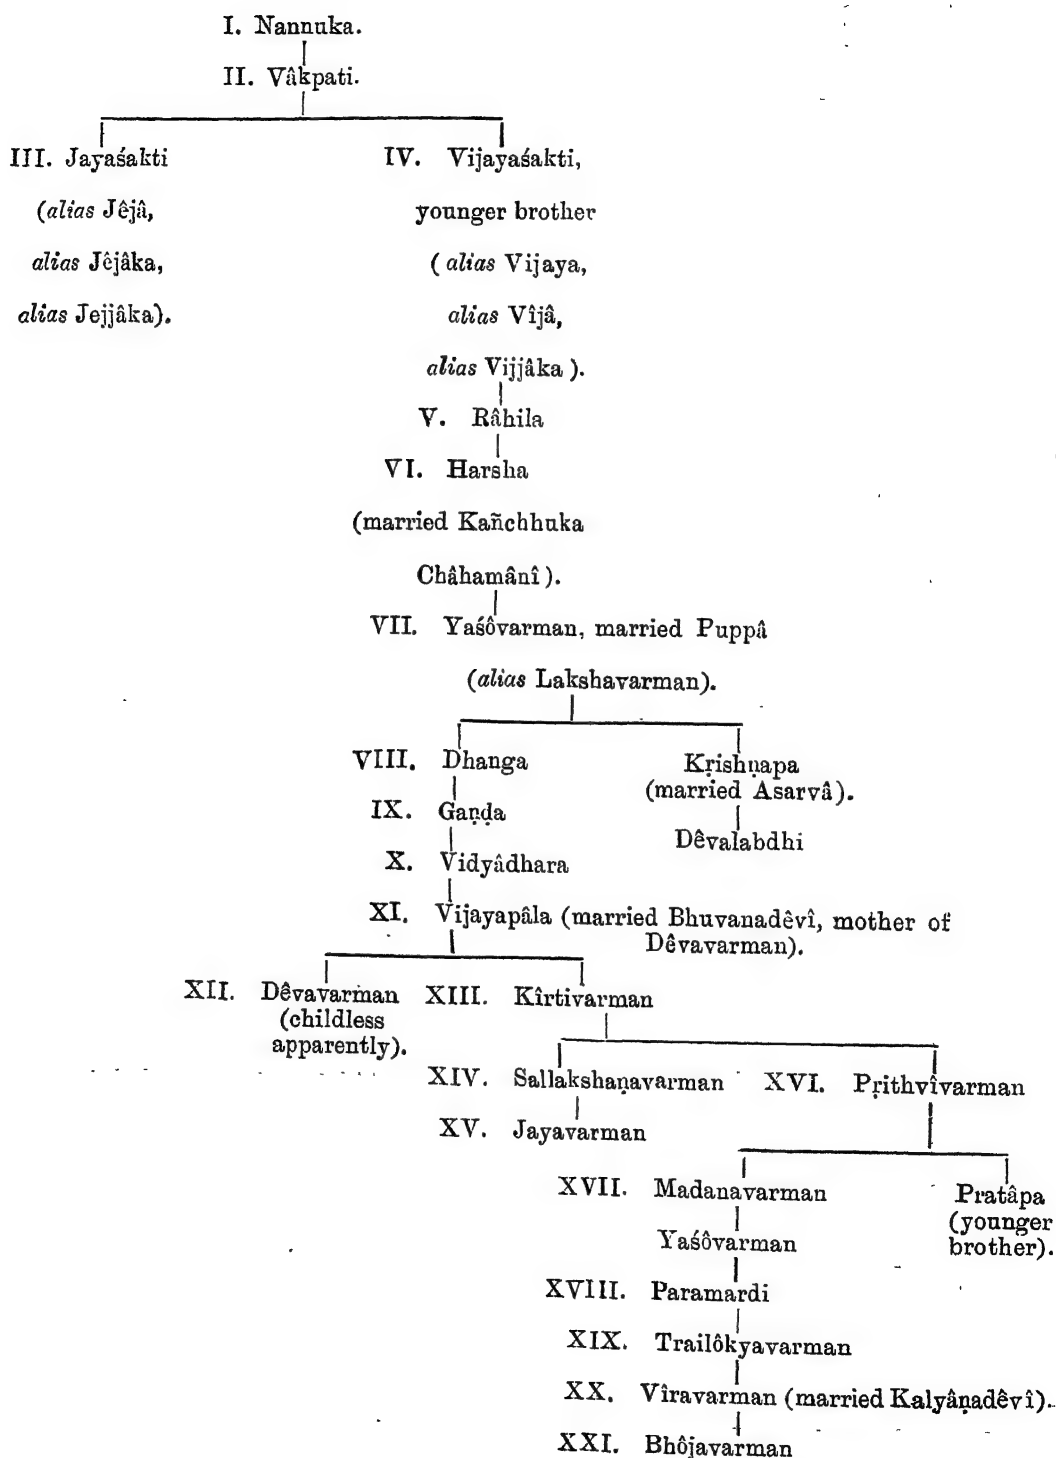 I. Nannuka.
II. Vâkpati.
III. Jayaśakti IV. Vijayaśakti,
(alias Jêjâ, younger brother
alias Jêjâka, (alias Vijaya,
alias Jejjâka). alias Vîjâ,
alias Vijjâka).
V. Râhila
VI. Harsha
(married Kañchhuka
Châhamânî).
VII. Yaśôvarman, married Puppâ
(alias Lakshavarman).
VIII. Dhanga Kṛishṇapa
(married Asarvâ).
IX. Gaṇḍa
Dêvalabdhi
X. Vidyâdhara
XI. Vijayapâla (married Bhuvanadêvî, mother of
Dêvavarman).
XII. Dêvavarman XIII. Kîrtivarman
(childless
apparently).
XIV. Sallakshaṇavarman XVI. Pṛithvîvarman
XV. Jayavarman
XVII. Madanavarman Pratâpa
(younger
brother).
Yaśôvarman
XVIII. Paramardi
XIX. Trailôkyavarman
XX. Vîravarman (married Kalyâṇadêvî).
XXI. Bhôjavarman